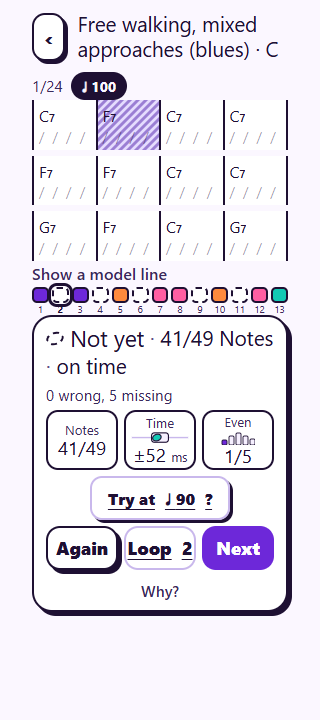 ‹ Free walking, mixed
approaches (blues) · C
1/24 ♩ 100
C7 F7 C7 C7
/ / / / / / / / / / / / / / / /
F7 F7 C7 C7
/ / / / / / / / / / / / / / / /
G7 F7 C7 G7
/ / / / / / / / / / / / / / / /
Show a model line
1 2 3 4 5 6 7 8 9 10 11 12 13
Not yet · 41/49 Notes
· on time
0 wrong, 5 missing
Notes Time Even
41/49 ±52 ms 1/5
Try at ♩ 90 ?
Again Loop 2 Next
Why?